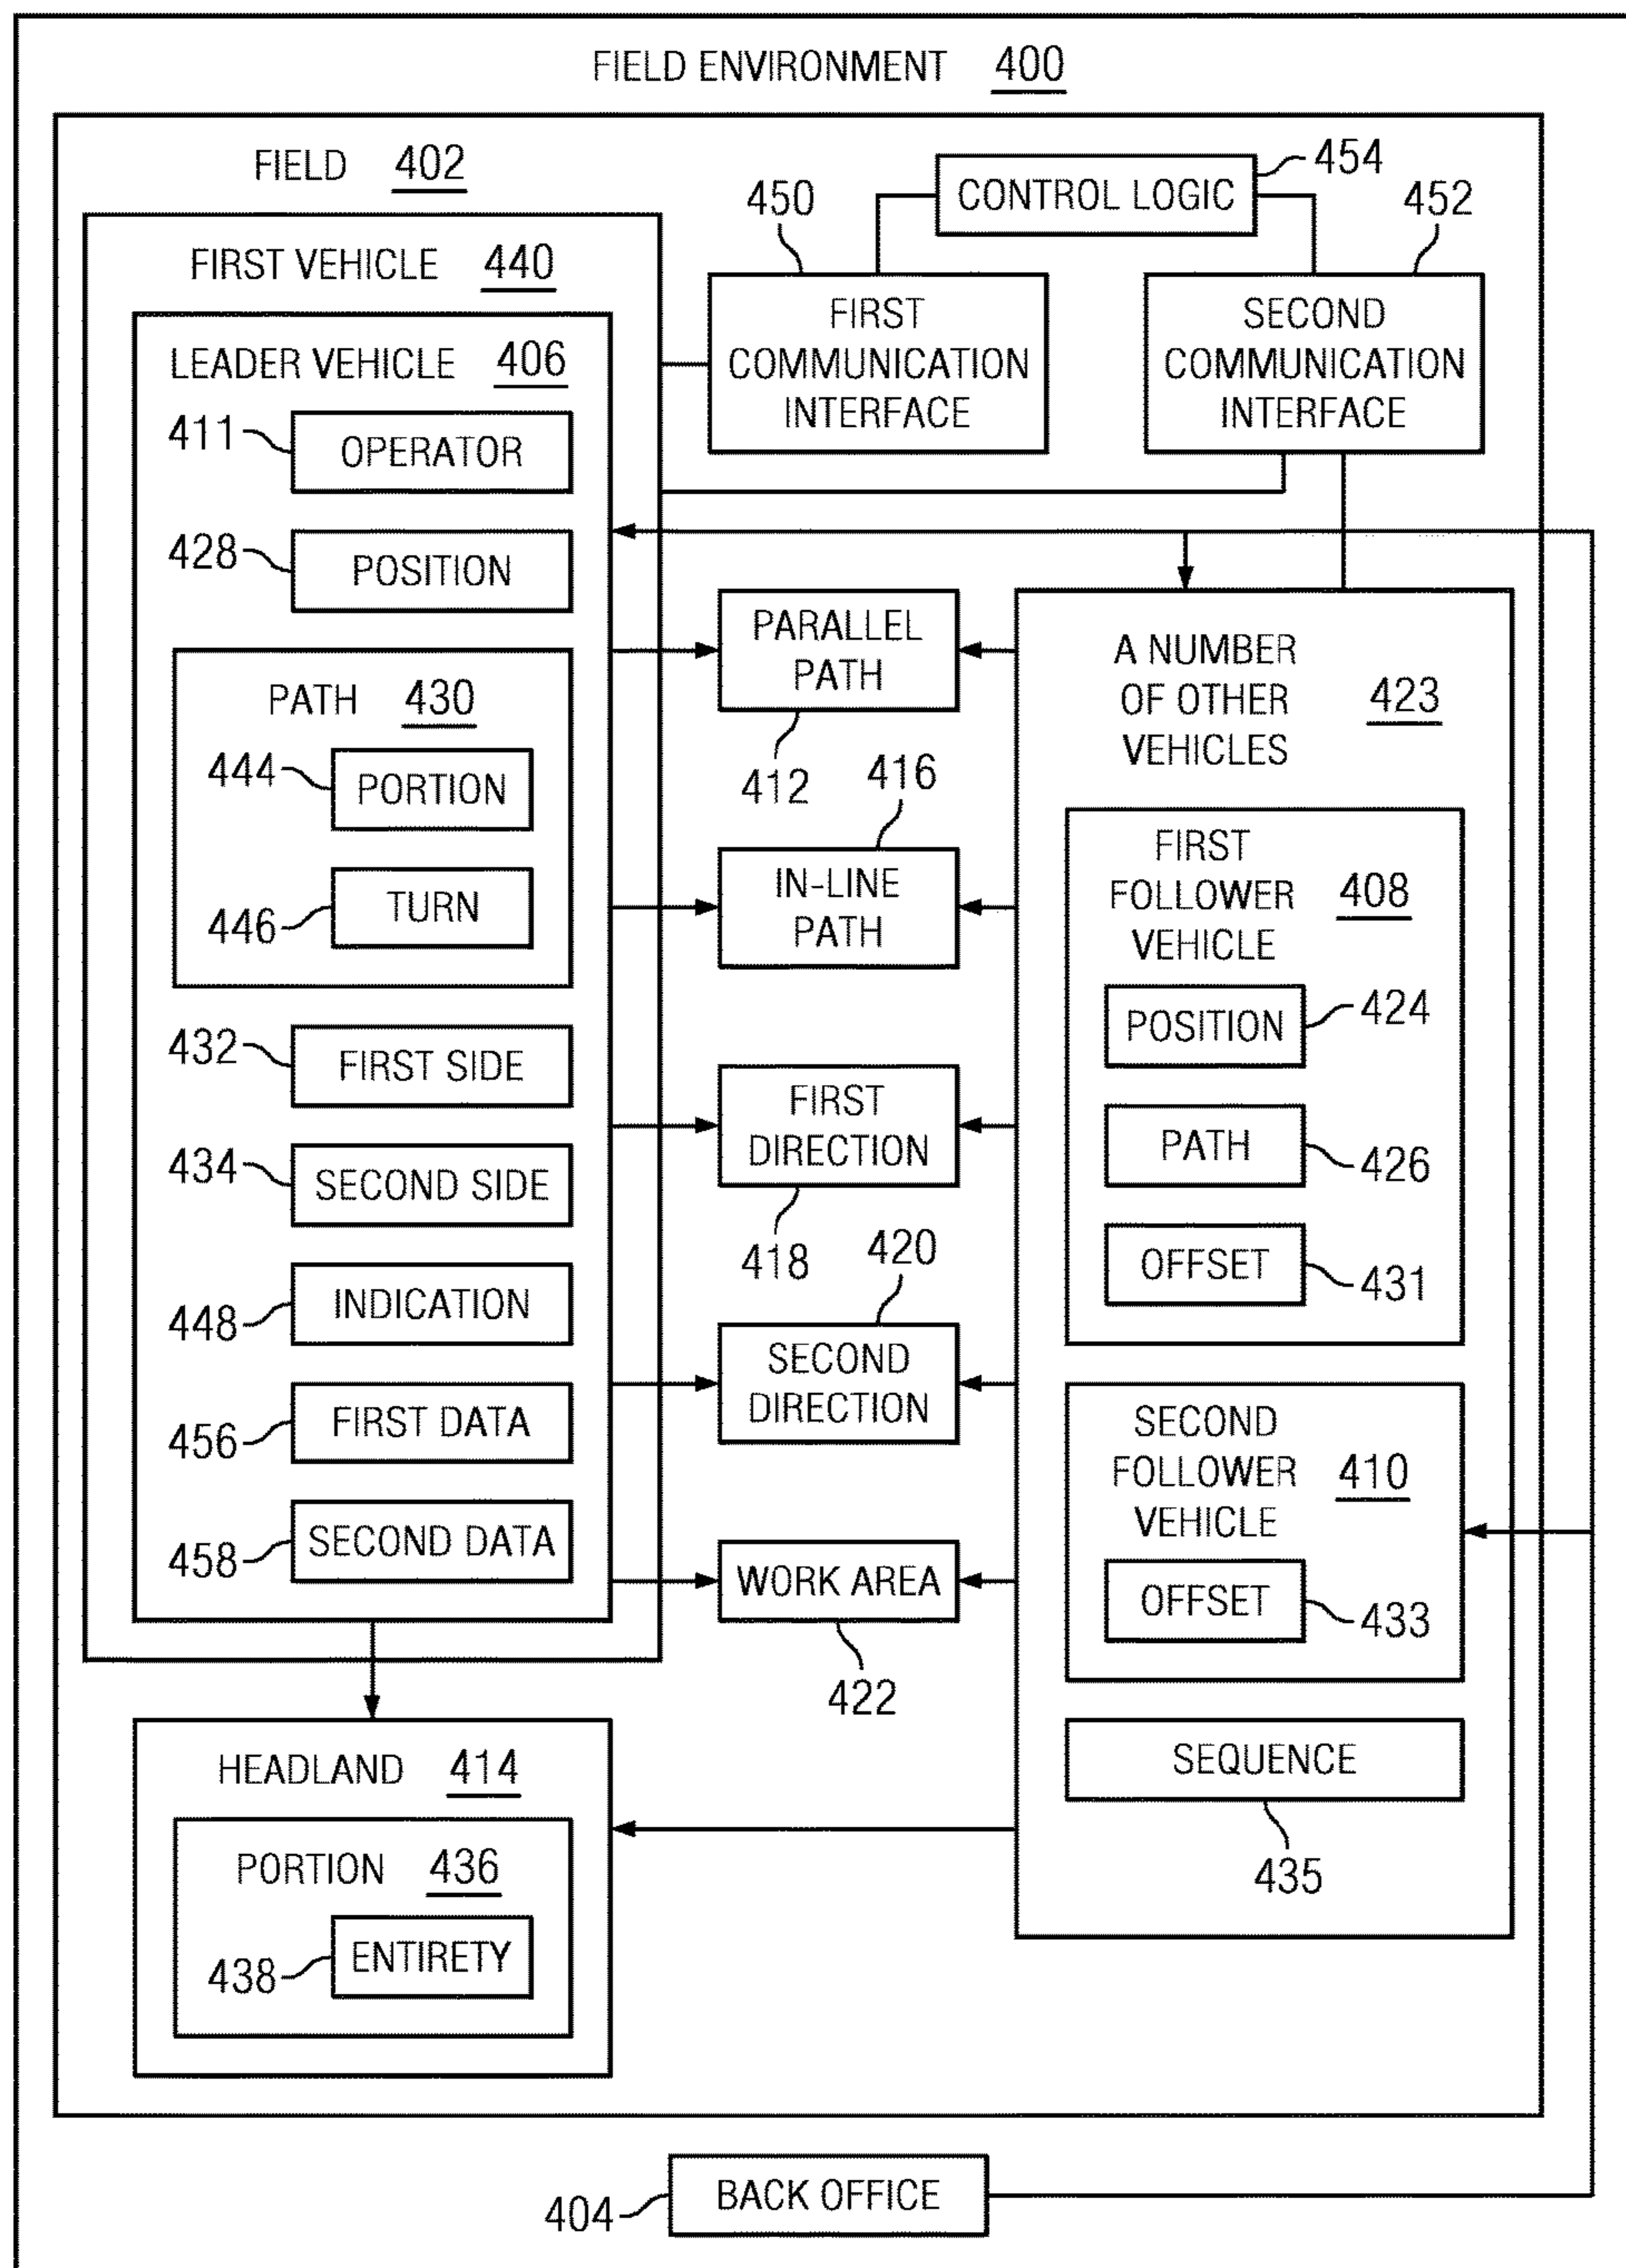 FIELD ENVIRONMENT 400
FIELD 402
FIRST VEHICLE 440
LEADER VEHICLE 406
411 OPERATOR
428 POSITION
PATH 430
444 PORTION
446 TURN
432 FIRST SIDE
434 SECOND SIDE
448 INDICATION
456 FIRST DATA
458 SECOND DATA
HEADLAND 414
PORTION 436
438 ENTIRETY
CONTROL LOGIC 454
450
FIRST
COMMUNICATION
INTERFACE
452
SECOND
COMMUNICATION
INTERFACE
PARALLEL
PATH
412
416
IN-LINE
PATH
FIRST
DIRECTION
418
420
SECOND
DIRECTION
WORK AREA
422
A NUMBER
OF OTHER
VEHICLES
423
FIRST
FOLLOWER
VEHICLE
408
POSITION 424
PATH 426
OFFSET 431
SECOND
FOLLOWER
VEHICLE
410
OFFSET 433
SEQUENCE
435
404 BACK OFFICE